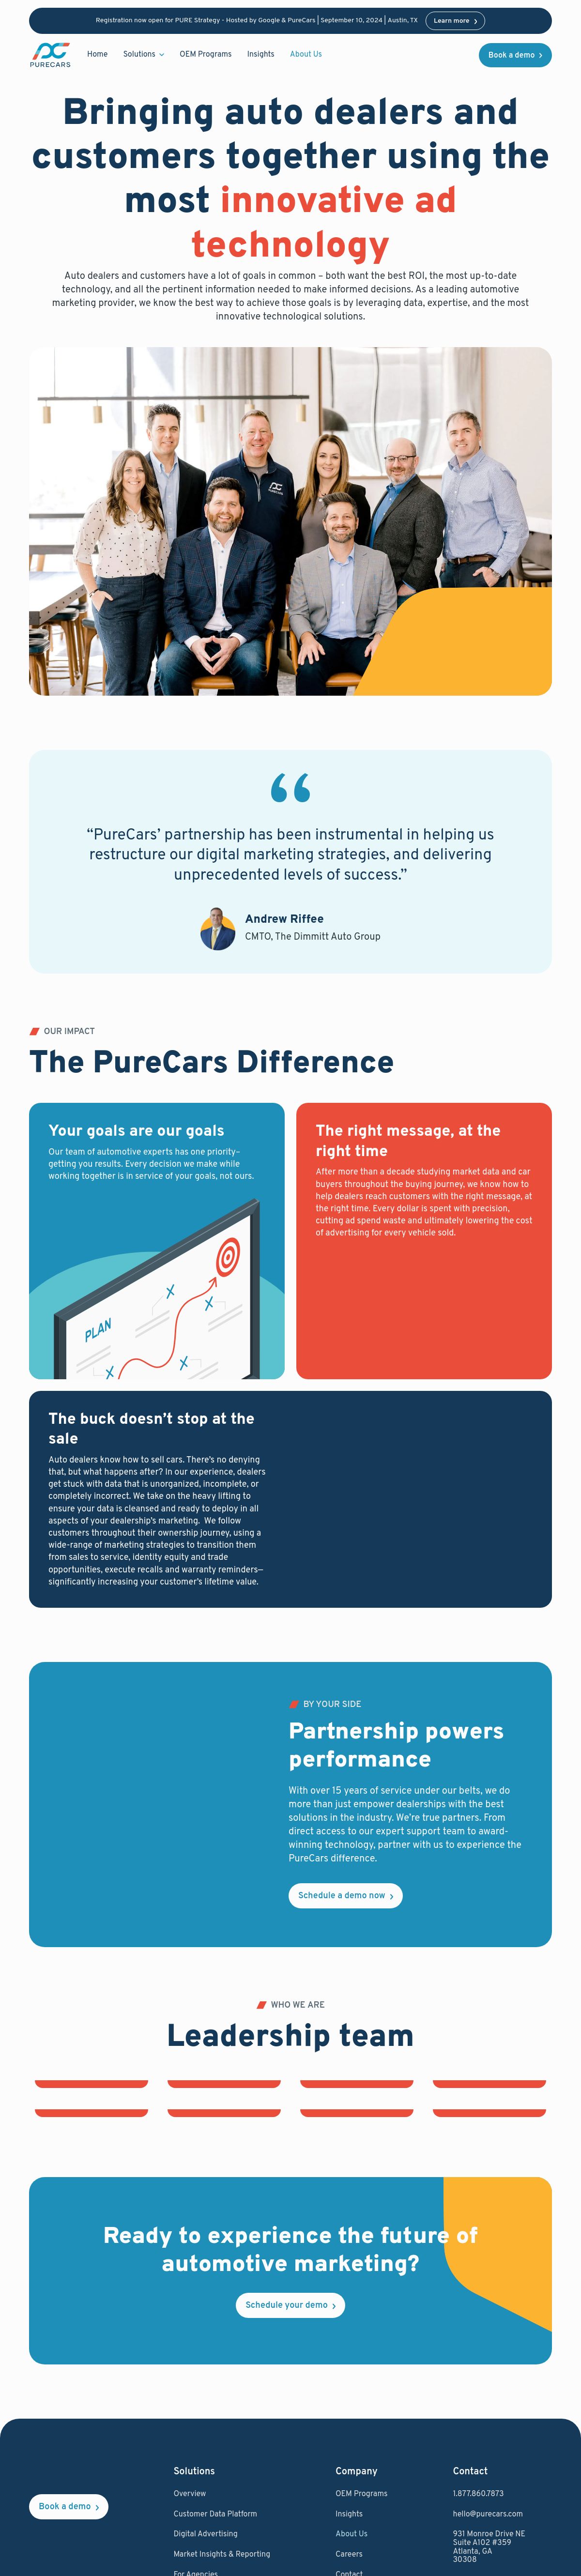 Registration now open for PURE Strategy - Hosted by Google & PureCars | September 10, 2024 | Austin, TX
Learn more
PURECARS
Home
Solutions
OEM Programs
Insights
About Us
Book a demo
Bringing auto dealers and
customers together using the
most innovative ad
technology
Auto dealers and customers have a lot of goals in common – both want the best ROI, the most up-to-date
technology, and all the pertinent information needed to make informed decisions. As a leading automotive
marketing provider, we know the best way to achieve those goals is by leveraging data, expertise, and the most
innovative technological solutions.
PURECARS
“PureCars’ partnership has been instrumental in helping us
restructure our digital marketing strategies, and delivering
unprecedented levels of success.”
Andrew Riffee
CMTO, The Dimmitt Auto Group
OUR IMPACT
The PureCars Difference
Your goals are our goals
Our team of automotive experts has one priority–
getting you results. Every decision we make while
working together is in service of your goals, not ours.
PLAN
The right message, at the
right time
After more than a decade studying market data and car
buyers throughout the buying journey, we know how to
help dealers reach customers with the right message, at
the right time. Every dollar is spent with precision,
cutting ad spend waste and ultimately lowering the cost
of advertising for every vehicle sold.
The buck doesn’t stop at the
sale
Auto dealers know how to sell cars. There’s no denying
that, but what happens after? In our experience, dealers
get stuck with data that is unorganized, incomplete, or
completely incorrect. We take on the heavy lifting to
ensure your data is cleansed and ready to deploy in all
aspects of your dealership’s marketing.  We follow
customers throughout their ownership journey, using a
wide-range of marketing strategies to transition them
from sales to service, identity equity and trade
opportunities, execute recalls and warranty reminders—
significantly increasing your customer’s lifetime value.
BY YOUR SIDE
Partnership powers
performance
With over 15 years of service under our belts, we do
more than just empower dealerships with the best
solutions in the industry. We’re true partners. From
direct access to our expert support team to award-
winning technology, partner with us to experience the
PureCars difference.
Schedule a demo now
WHO WE ARE
Leadership team
Ready to experience the future of
automotive marketing?
Schedule your demo
Book a demo
Solutions
Overview
Customer Data Platform
Digital Advertising
Market Insights & Reporting
For Agencies
Company
OEM Programs
Insights
About Us
Careers
Contact
Contact
1.877.860.7873
hello@purecars.com
931 Monroe Drive NE
Suite A102 #359
Atlanta, GA
30308